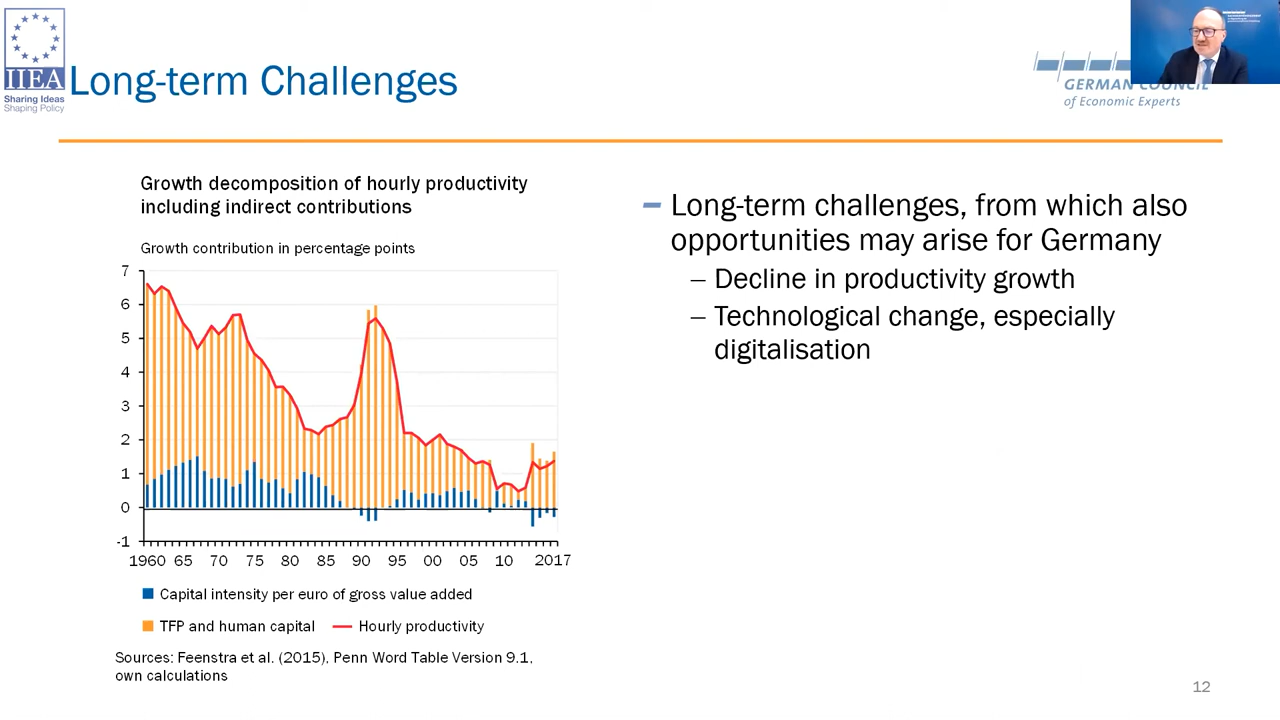 IIEA
Sharing Ideas
Shaping Policy
Long-term Challenges
GERMAN COUNCIL
of Economic Experts
Growth decomposition of hourly productivity
including indirect contributions
Growth contribution in percentage points
7
6
5
4
3
2
1
0
-1
1960 65 70 75 80 85 90 95 00 05 10 2017
Capital intensity per euro of gross value added
TFP and human capital Hourly productivity
Sources: Feenstra et al. (2015), Penn Word Table Version 9.1,
own calculations
Long-term challenges, from which also
opportunities may arise for Germany
– Decline in productivity growth
– Technological change, especially
digitalisation
12